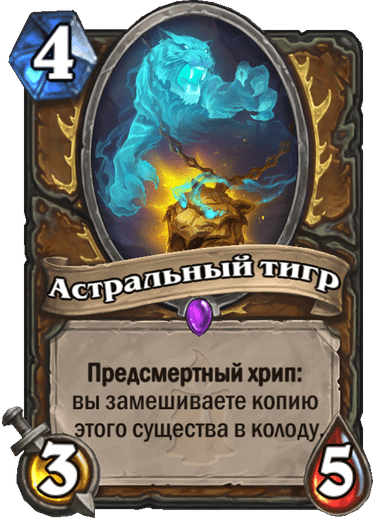 4
Астральный тигр
Предсмертный хрип:
вы замешиваете копию
этого существа в колоду.
3
5